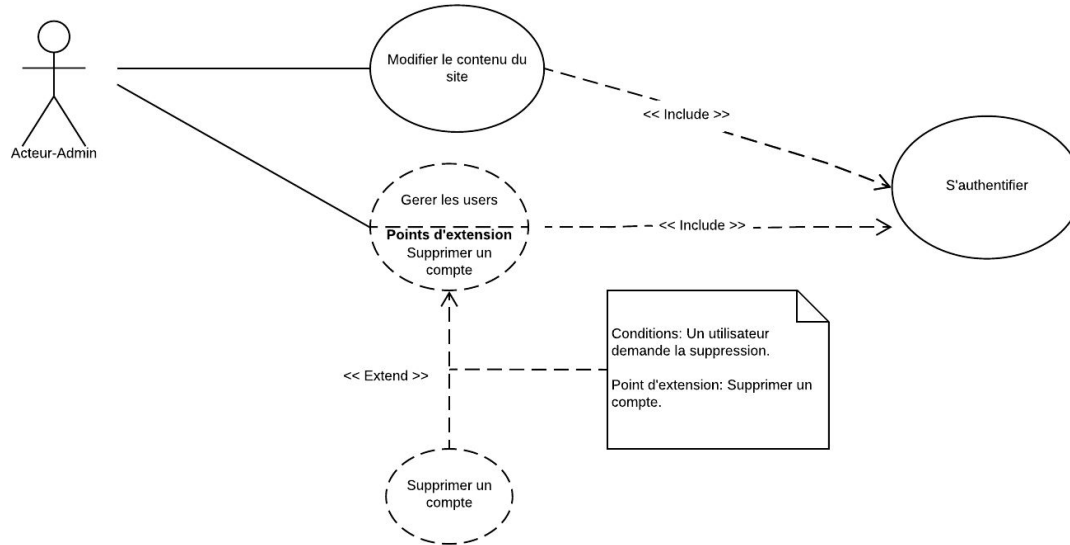 Modifier le contenu du
site
<< Include >>
Acteur-Admin
S'authentifier
Gerer les users
<< Include >>
Points d'extension
Supprimer un
compte
Conditions: Un utilisateur
demande la suppression.
<< Extend >>
Point d'extension: Supprimer un
compte.
Supprimer un
compte